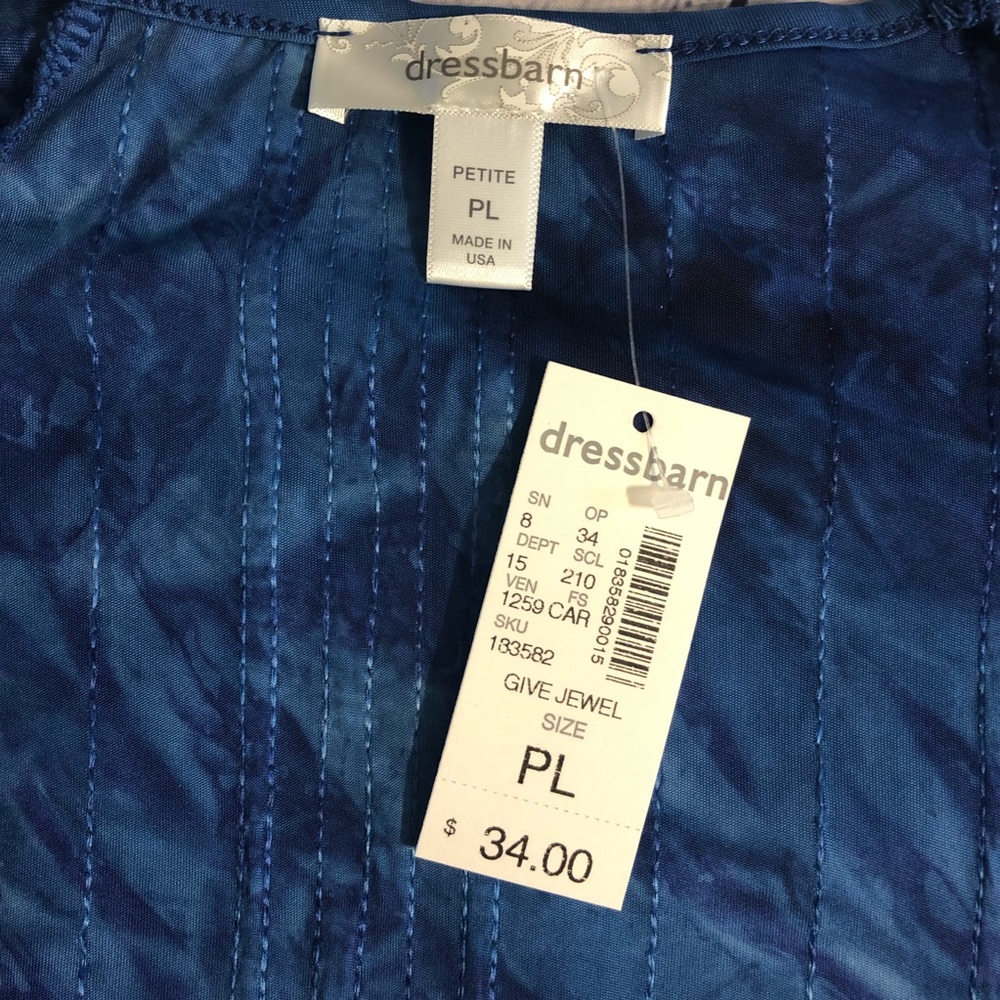 dressbarn
PETITE
PL
MADE IN
USA
dressbarn
SN OP
8 34
DEPT SCL
15 210
VEN FS
1259 CAR
SKU
183582
018358290015
GIVE JEWEL
SIZE
PL
$ 34.00